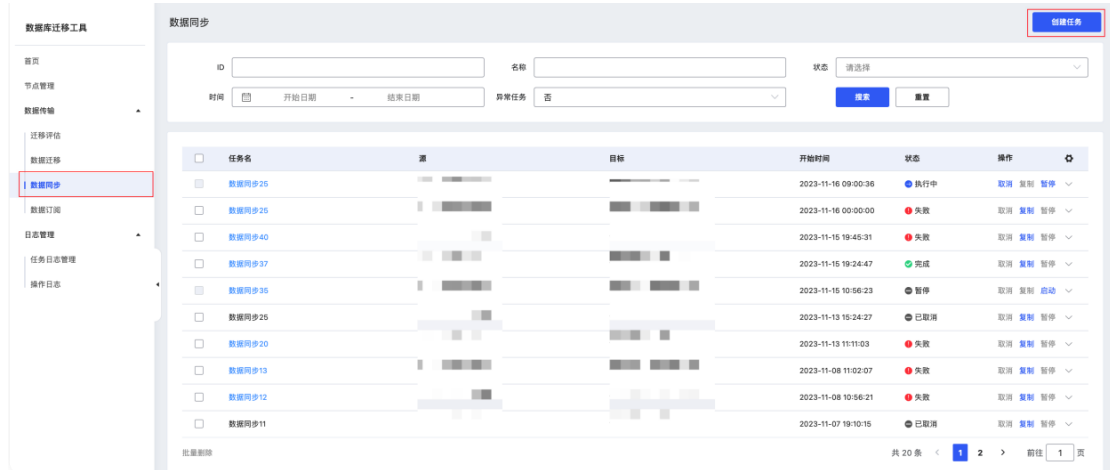 数据库迁移工具
首页
节点管理
数据传输
迁移评估
数据迁移
数据同步
数据订阅
日志管理
任务日志管理
操作日志
数据同步
创建任务
ID 名称 状态 请选择
时间 开始日期 - 结束日期 异常任务 否 搜索 重置
任务名 源 目标 开始时间 状态 操作
数据同步25 2023-11-16 09:00:36 执行中 取消 复制 暂停
数据同步25 2023-11-16 00:00:00 失败 取消 复制 暂停
数据同步40 2023-11-15 19:45:31 失败 取消 复制 暂停
数据同步37 2023-11-15 19:24:47 完成 取消 复制 暂停
数据同步35 2023-11-15 10:56:23 暂停 取消 复制 启动
数据同步25 2023-11-13 15:24:27 已取消 取消 复制 暂停
数据同步20 2023-11-13 11:11:03 失败 取消 复制 暂停
数据同步13 2023-11-08 11:02:07 失败 取消 复制 暂停
数据同步12 2023-11-08 10:56:21 失败 取消 复制 暂停
数据同步11 2023-11-07 19:10:15 已取消 取消 复制 暂停
批量删除 共 20 条 1 2 前往 1 页